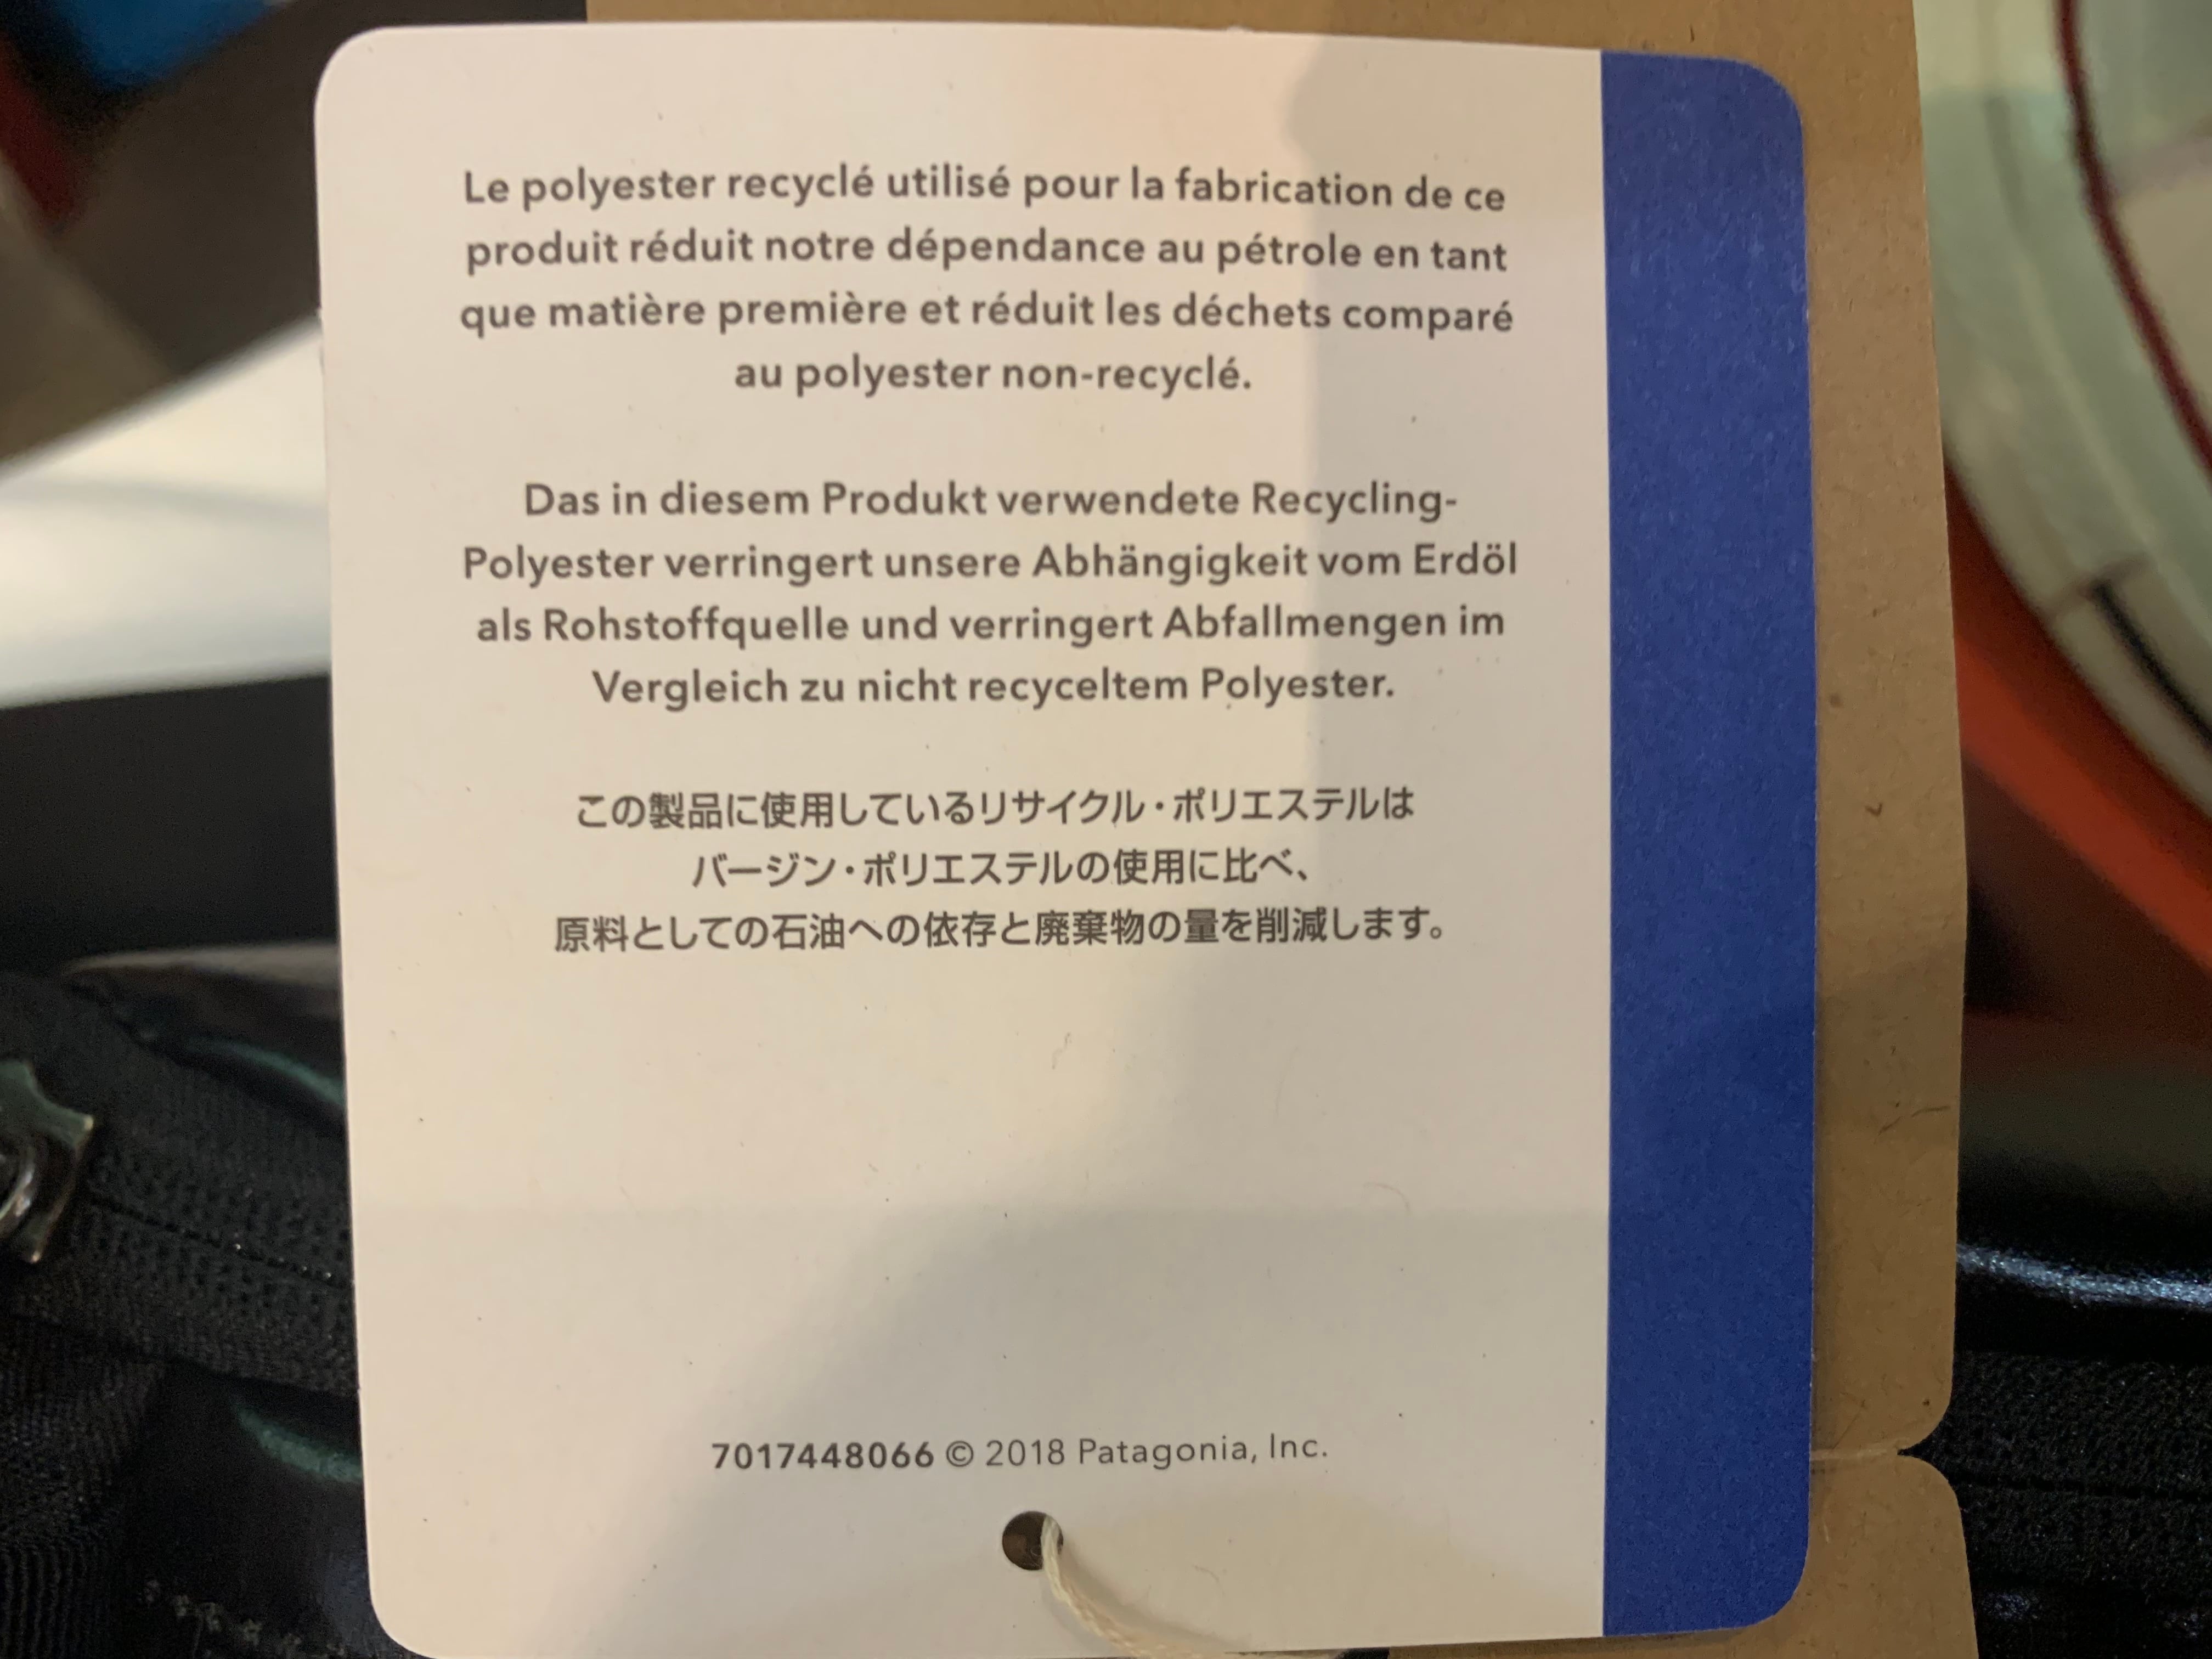 Le polyester recyclé utilisé pour la fabrication de ce
produit réduit notre dépendance au pétrole en tant
que matière première et réduit les déchets comparé
au polyester non-recyclé.
Das in diesem Produkt verwendete Recycling-
Polyester verringert unsere Abhängigkeit vom Erdöl
als Rohstoffquelle und verringert Abfallmengen im
Vergleich zu nicht recyceltem Polyester.
この製品に使用しているリサイクル・ポリエステルは
バージン・ポリエステルの使用に比べ、
原料としての石油への依存と廃棄物の量を削減します。
7017448066 © 2018 Patagonia, Inc.